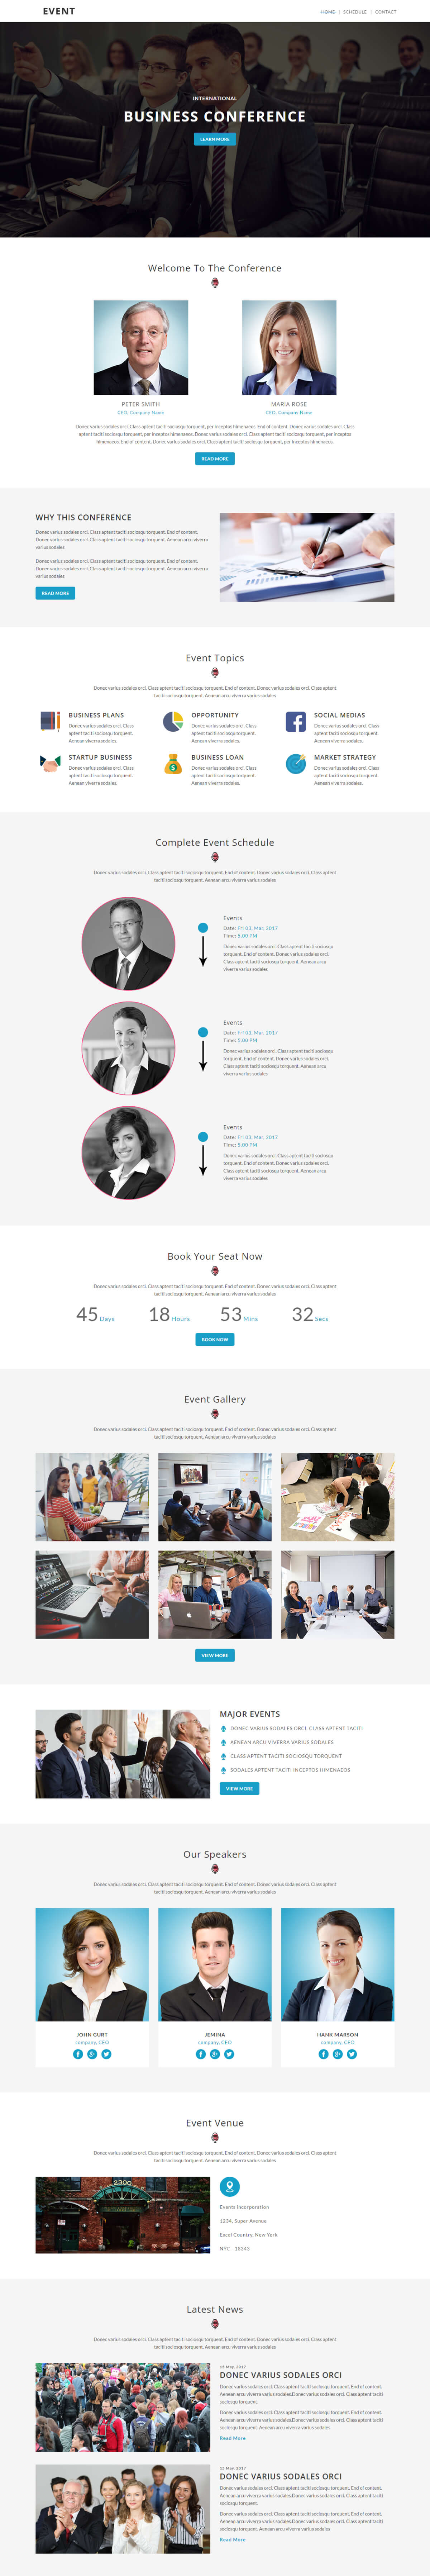 EVENT
HOME | SCHEDULE | CONTACT
INTERNATIONAL
BUSINESS CONFERENCE
LEARN MORE
Welcome To The Conference
PETER SMITH
CEO, Company Name
MARIA ROSE
CEO, Company Name
Donec varius sodales orci. Class aptent taciti sociosqu torquent, per inceptos himenaeos. End of content. Donec varius sodales orci. Class
aptent taciti sociosqu torquent, per inceptos himenaeos. Donec varius sodales orci. Class aptent taciti sociosqu torquent, per inceptos
himenaeos. End of content. Donec varius sodales orci. Class aptent taciti sociosqu torquent, per inceptos himenaeos.
READ MORE
WHY THIS CONFERENCE
Donec varius sodales orci. Class aptent taciti sociosqu torquent. End of content.
Donec varius sodales orci. Class aptent taciti sociosqu torquent. Aenean arcu viverra
varius sodales
Donec varius sodales orci. Class aptent taciti sociosqu torquent. End of content.
Donec varius sodales orci. Class aptent taciti sociosqu torquent. Aenean arcu viverra
varius sodales
READ MORE
Event Topics
Donec varius sodales orci. Class aptent taciti sociosqu torquent. End of content. Donec varius sodales orci. Class aptent
taciti sociosqu torquent. Aenean arcu viverra varius sodales
BUSINESS PLANS
Donec varius sodales orci. Class
aptent taciti sociosqu torquent.
Aenean viverra sodales.
OPPORTUNITY
Donec varius sodales orci. Class
aptent taciti sociosqu torquent.
Aenean viverra sodales.
SOCIAL MEDIAS
Donec varius sodales orci. Class
aptent taciti sociosqu torquent.
Aenean viverra sodales.
STARTUP BUSINESS
Donec varius sodales orci. Class
aptent taciti sociosqu torquent.
Aenean viverra sodales.
BUSINESS LOAN
Donec varius sodales orci. Class
aptent taciti sociosqu torquent.
Aenean viverra sodales.
MARKET STRATEGY
Donec varius sodales orci. Class
aptent taciti sociosqu torquent.
Aenean viverra sodales.
Complete Event Schedule
Donec varius sodales orci. Class aptent taciti sociosqu torquent. End of content. Donec varius sodales orci. Class aptent
taciti sociosqu torquent. Aenean arcu viverra varius sodales
Events
Date: Fri 03, Mar, 2017
Time: 5.00 PM
Donec varius sodales orci. Class aptent taciti sociosqu
torquent. End of content. Donec varius sodales orci.
Class aptent taciti sociosqu torquent. Aenean arcu
viverra varius sodales
Events
Date: Fri 03, Mar, 2017
Time: 5.00 PM
Donec varius sodales orci. Class aptent taciti sociosqu
torquent. End of content. Donec varius sodales orci.
Class aptent taciti sociosqu torquent. Aenean arcu
viverra varius sodales
Events
Date: Fri 03, Mar, 2017
Time: 5.00 PM
Donec varius sodales orci. Class aptent taciti sociosqu
torquent. End of content. Donec varius sodales orci.
Class aptent taciti sociosqu torquent. Aenean arcu
viverra varius sodales
Book Your Seat Now
Donec varius sodales orci. Class aptent taciti sociosqu torquent. End of content. Donec varius sodales orci. Class aptent
taciti sociosqu torquent. Aenean arcu viverra varius sodales
45 Days 18 Hours 53 Mins 32 Secs
BOOK NOW
Event Gallery
Donec varius sodales orci. Class aptent taciti sociosqu torquent. End of content. Donec varius sodales orci. Class aptent
taciti sociosqu torquent. Aenean arcu viverra varius sodales
VIEW MORE
MAJOR EVENTS
DONEC VARIUS SODALES ORCI. CLASS APTENT TACITI
AENEAN ARCU VIVERRA VARIUS SODALES
CLASS APTENT TACITI SOCIOSQU TORQUENT
SODALES APTENT TACITI INCEPTOS HIMENAEOS
VIEW MORE
Our Speakers
Donec varius sodales orci. Class aptent taciti sociosqu torquent. End of content. Donec varius sodales orci. Class aptent
taciti sociosqu torquent. Aenean arcu viverra varius sodales
JOHN GURT
company, CEO
JEMINA
company, CEO
HANK MARSON
company, CEO
Event Venue
Donec varius sodales orci. Class aptent taciti sociosqu torquent. End of content. Donec varius sodales orci. Class aptent
taciti sociosqu torquent. Aenean arcu viverra varius sodales
2300
Events Incorporation
1234, Super Avenue
Excel Country, New York
NYC - 18343
Latest News
Donec varius sodales orci. Class aptent taciti sociosqu torquent. End of content. Donec varius sodales orci. Class aptent
taciti sociosqu torquent. Aenean arcu viverra varius sodales
15 May, 2017
DONEC VARIUS SODALES ORCI
Donec varius sodales orci. Class aptent taciti sociosqu torquent. End of content.
Aenean arcu viverra varius sodales.Donec varius sodales orci. Class aptent taciti
sociosqu torquent.
Donec varius sodales orci. Class aptent taciti sociosqu torquent. End of content.
Aenean arcu viverra varius sodales.Donec varius sodales orci. Class aptent taciti
sociosqu torquent. Aenean arcu viverra varius sodales
Read More
15 May, 2017
DONEC VARIUS SODALES ORCI
Donec varius sodales orci. Class aptent taciti sociosqu torquent. End of content.
Aenean arcu viverra varius sodales.Donec varius sodales orci. Class aptent taciti
sociosqu torquent.
Donec varius sodales orci. Class aptent taciti sociosqu torquent. End of content.
Aenean arcu viverra varius sodales.Donec varius sodales orci. Class aptent taciti
sociosqu torquent. Aenean arcu viverra varius sodales
Read More